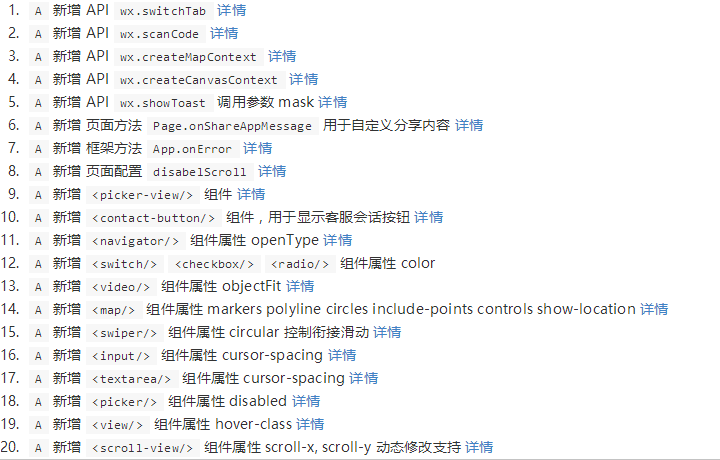 1. A 新增 API wx.switchTab 详情
2. A 新增 API wx.scanCode 详情
3. A 新增 API wx.createMapContext 详情
4. A 新增 API wx.createCanvasContext 详情
5. A 新增 API wx.showToast 调用参数 mask 详情
6. A 新增 页面方法 Page.onShareAppMessage 用于自定义分享内容 详情
7. A 新增 框架方法 App.onError 详情
8. A 新增 页面配置 disabelScroll 详情
9. A 新增 <picker-view/> 组件 详情
10. A 新增 <contact-button/> 组件，用于显示客服会话按钮 详情
11. A 新增 <navigator/> 组件属性 openType 详情
12. A 新增 <switch/> <checkbox/> <radio/> 组件属性 color
13. A 新增 <video/> 组件属性 objectFit 详情
14. A 新增 <map/> 组件属性 markers polyline circles include-points controls show-location 详情
15. A 新增 <swiper/> 组件属性 circular 控制衔接滑动 详情
16. A 新增 <input/> 组件属性 cursor-spacing 详情
17. A 新增 <textarea/> 组件属性 cursor-spacing 详情
18. A 新增 <picker/> 组件属性 disabled 详情
19. A 新增 <view/> 组件属性 hover-class 详情
20. A 新增 <scroll-view/> 组件属性 scroll-x, scroll-y 动态修改支持 详情